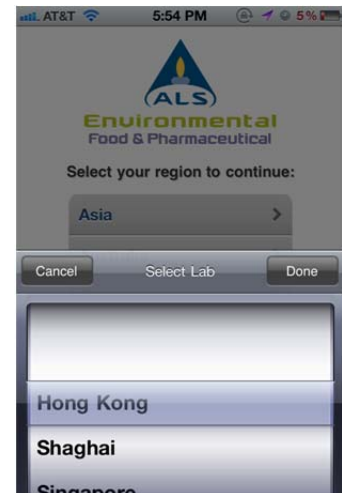 AT&T 5:54 PM 5%
ALS
Environmental
Food & Pharmaceutical
Select your region to continue:
Asia
Cancel Select Lab Done
Hong Kong
Shaghai
Singapore